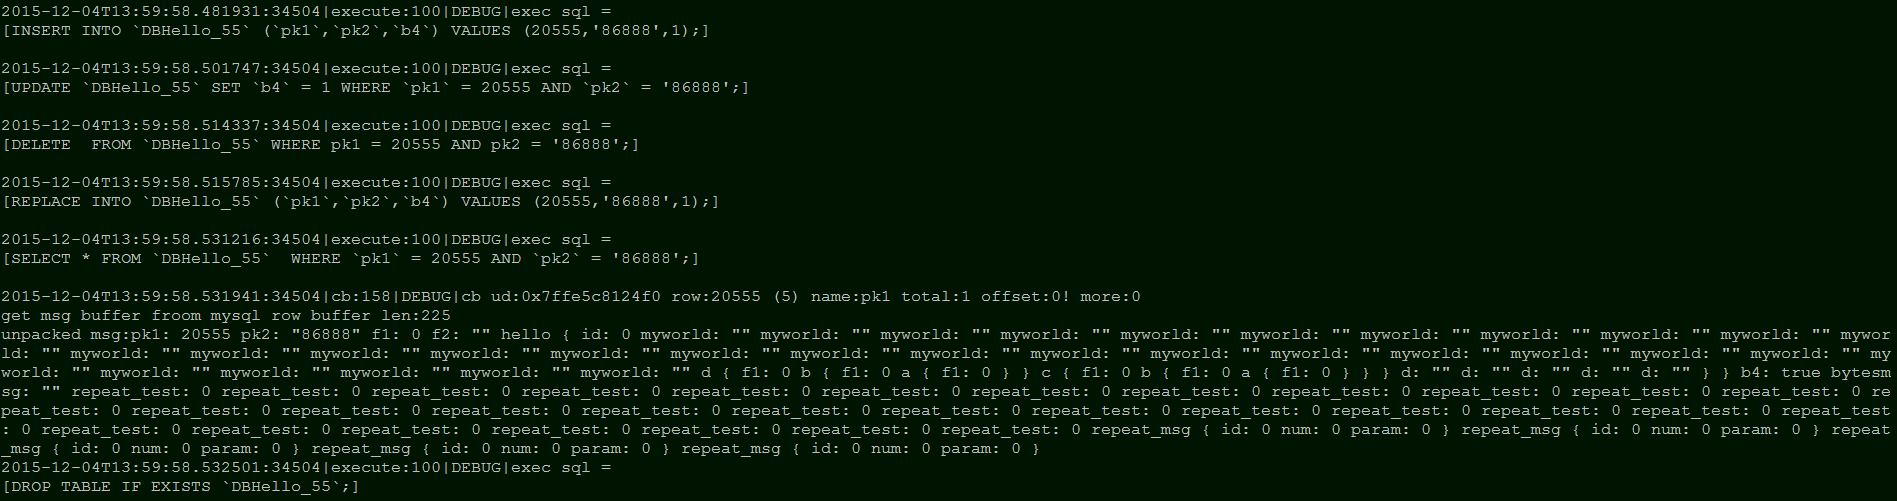 2015-12-04T13:59:58.481931:34504|execute:100|DEBUG|exec sql =
[INSERT INTO `DBHello_55` (`pk1`,`pk2`,`b4`) VALUES (20555,'86888',1);]
2015-12-04T13:59:58.501747:34504|execute:100|DEBUG|exec sql =
[UPDATE `DBHello_55` SET `b4` = 1 WHERE `pk1` = 20555 AND `pk2` = '86888';]
2015-12-04T13:59:58.514337:34504|execute:100|DEBUG|exec sql =
[DELETE  FROM `DBHello_55` WHERE pk1 = 20555 AND pk2 = '86888';]
2015-12-04T13:59:58.515785:34504|execute:100|DEBUG|exec sql =
[REPLACE INTO `DBHello_55` (`pk1`,`pk2`,`b4`) VALUES (20555,'86888',1);]
2015-12-04T13:59:58.531216:34504|execute:100|DEBUG|exec sql =
[SELECT * FROM `DBHello_55`  WHERE `pk1` = 20555 AND `pk2` = '86888';]
2015-12-04T13:59:58.531941:34504|cb:158|DEBUG|cb ud:0x7ffe5c8124f0 row:20555 (5) name:pk1 total:1 offset:0! more:0
get msg buffer froom mysql row buffer len:225
unpacked msg:pk1: 20555 pk2: "86888" f1: 0 f2: "" hello { id: 0 myworld: "" myworld: "" myworld: "" myworld: "" myworld: "" myworld: "" myworld: "" myworld: "" myworld: "" myworld: "" mywor
ld: "" myworld: "" myworld: "" myworld: "" myworld: "" myworld: "" myworld: "" myworld: "" myworld: "" myworld: "" myworld: "" myworld: "" myworld: "" myworld: "" myworld: "" myworld: "" my
world: "" myworld: "" myworld: "" myworld: "" myworld: "" myworld: "" d { f1: 0 b { f1: 0 a { f1: 0 } } c { f1: 0 b { f1: 0 a { f1: 0 } } } d: "" d: "" d: "" d: "" d: "" } } b4: true bytesm
sg: "" repeat_test: 0 repeat_test: 0 repeat_test: 0 repeat_test: 0 repeat_test: 0 repeat_test: 0 repeat_test: 0 repeat_test: 0 repeat_test: 0 repeat_test: 0 repeat_test: 0 repeat_test: 0 re
peat_test: 0 repeat_test: 0 repeat_test: 0 repeat_test: 0 repeat_test: 0 repeat_test: 0 repeat_test: 0 repeat_test: 0 repeat_test: 0 repeat_test: 0 repeat_test: 0 repeat_test: 0 repeat_test
: 0 repeat_test: 0 repeat_test: 0 repeat_test: 0 repeat_test: 0 repeat_test: 0 repeat_test: 0 repeat_test: 0 repeat_msg { id: 0 num: 0 param: 0 } repeat_msg { id: 0 num: 0 param: 0 } repeat
_msg { id: 0 num: 0 param: 0 } repeat_msg { id: 0 num: 0 param: 0 } repeat_msg { id: 0 num: 0 param: 0 }
2015-12-04T13:59:58.532501:34504|execute:100|DEBUG|exec sql =
[DROP TABLE IF EXISTS `DBHello_55`;]